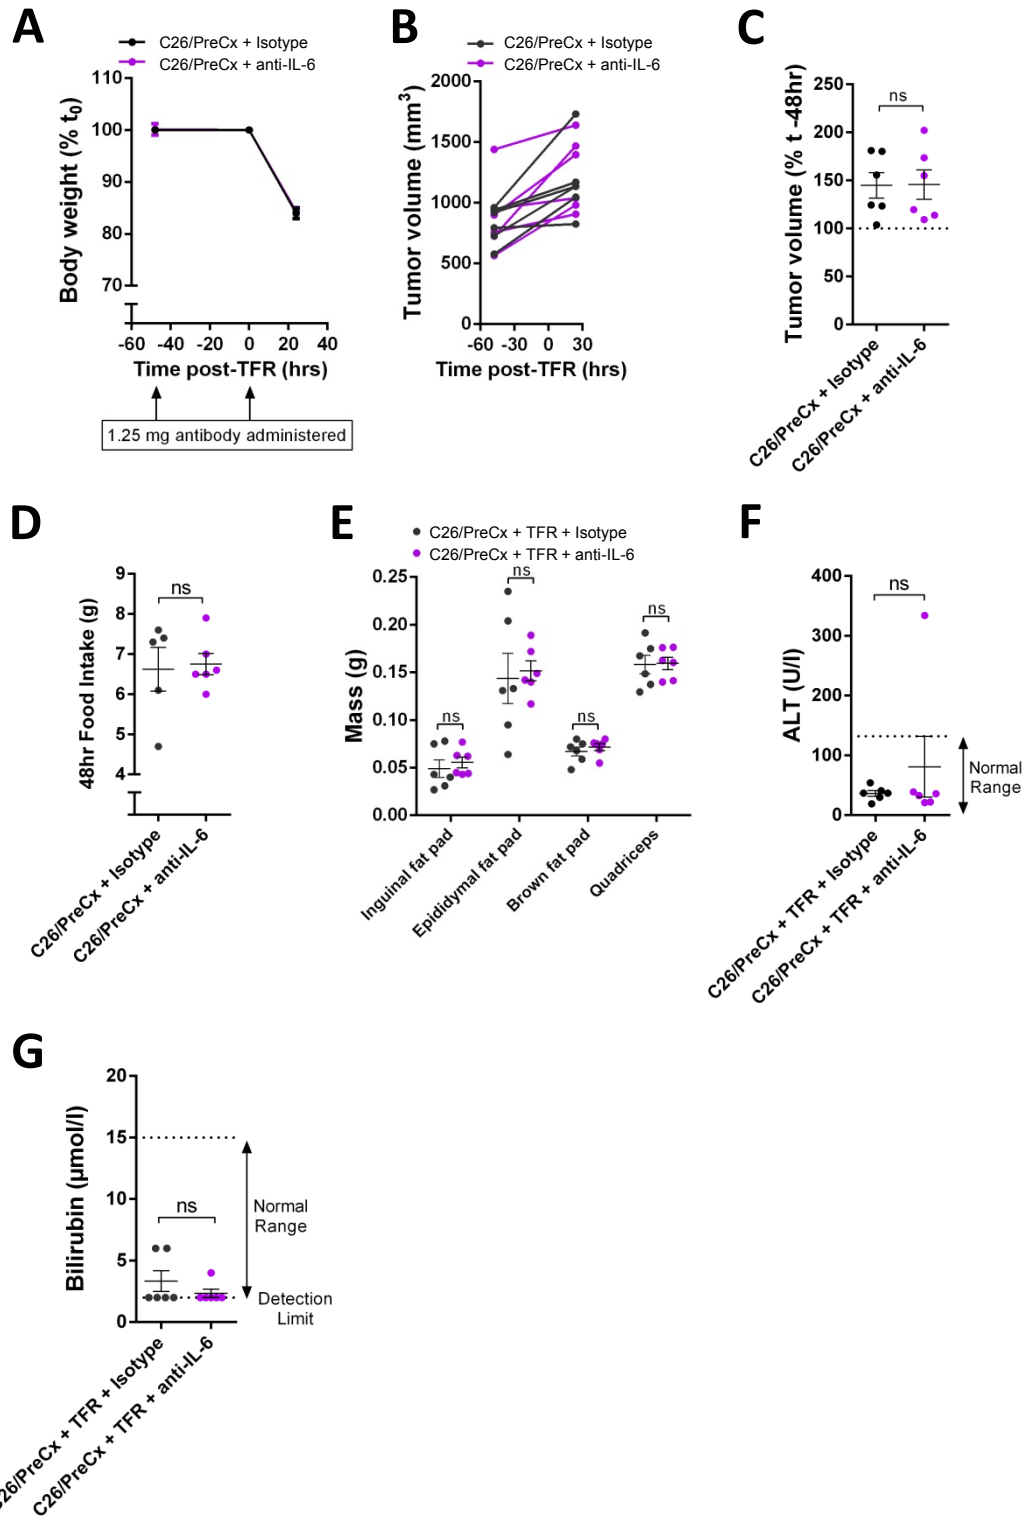 A
C26/PreCx + Isotype
C26/PreCx + anti-IL-6
Body weight (% t0)
110
100
90
80
70
-60 -40 -20 0 20 40
Time post-TFR (hrs)
1.25 mg antibody administered
B
C26/PreCx + Isotype
C26/PreCx + anti-IL-6
Tumor volume (mm3)
2000
1500
1000
500
0
-60 -30 0 30
Time post-TFR (hrs)
C
Tumor volume (% t -48hr)
250
200
150
100
50
0
ns
C26/PreCx + Isotype
C26/PreCx + anti-IL-6
D
48hr Food Intake (g)
9
8
7
6
5
4
ns
C26/PreCx + Isotype
C26/PreCx + anti-IL-6
E
C26/PreCx + TFR + Isotype
C26/PreCx + TFR + anti-IL-6
Mass (g)
0.25
0.20
0.15
0.10
0.05
0.00
ns
ns
ns
ns
Inguinal fat pad
Epididymal fat pad
Brown fat pad
Quadriceps
F
ALT (U/l)
400
300
200
100
0
ns
Normal
Range
C26/PreCx + TFR + Isotype
C26/PreCx + TFR + anti-IL-6
G
Bilirubin (µmol/l)
20
15
10
5
0
ns
Normal
Range
Detection
Limit
C26/PreCx + TFR + Isotype
C26/PreCx + TFR + anti-IL-6